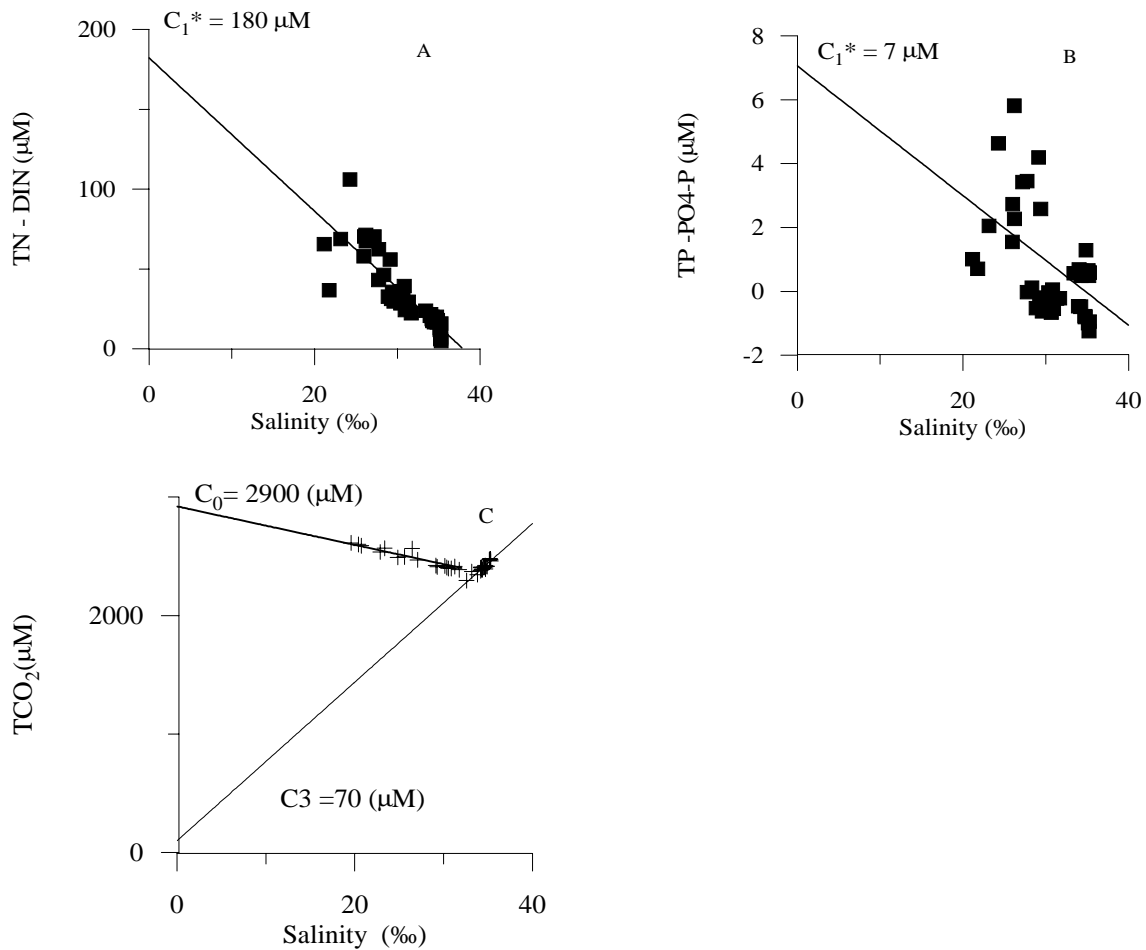 C1* = 180 µM
A
200
100
0
TN - DIN (µM)
0 20 40
Salinity (‰)
C1* = 7 µM
B
8
6
4
2
0
-2
TP -PO4-P (µM)
0 20 40
Salinity (‰)
C0= 2900 (µM)
C
2000
0
TCO2(µM)
C3 =70 (µM)
0 20 40
Salinity (‰)